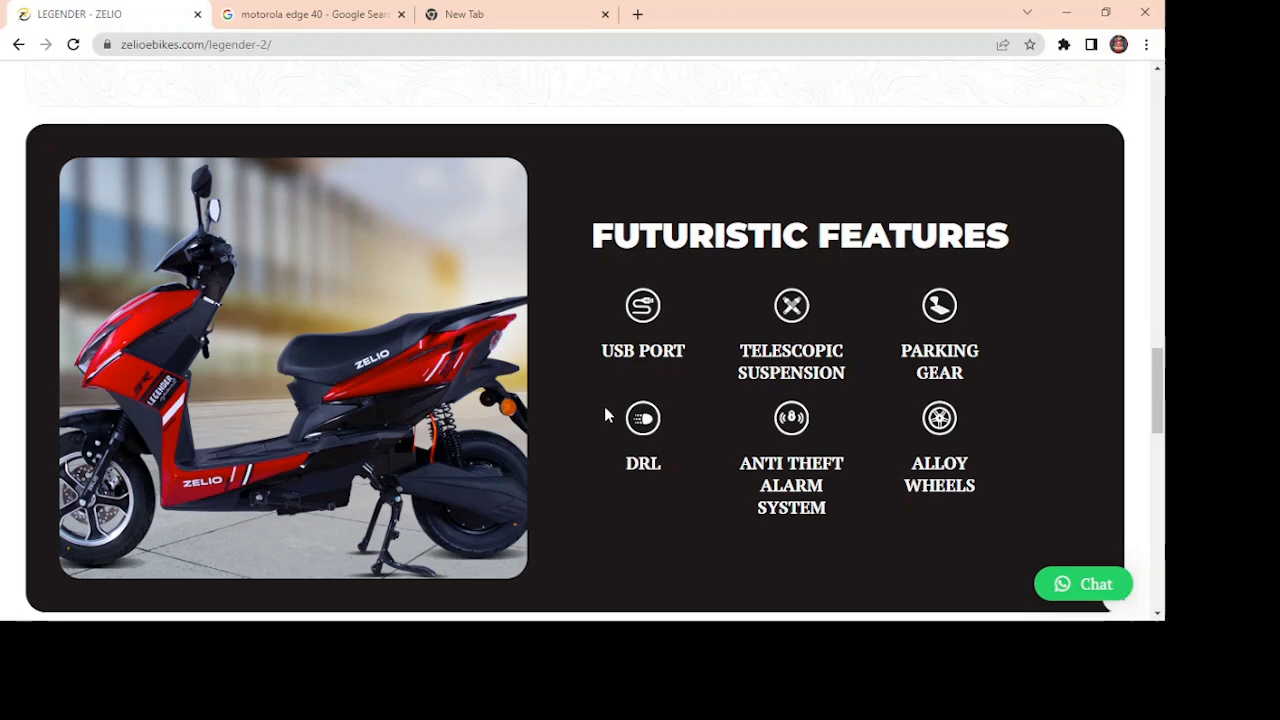 LEGENDER - ZELIO
motorola edge 40 - Google Sear
New Tab
zelioebikes.com/legender-2/
FUTURISTIC FEATURES
USB PORT
TELESCOPIC
SUSPENSION
PARKING
GEAR
DRL
ANTI THEFT
ALARM
SYSTEM
ALLOY
WHEELS
ZELIO
LEGENDER
ZELIO
Chat